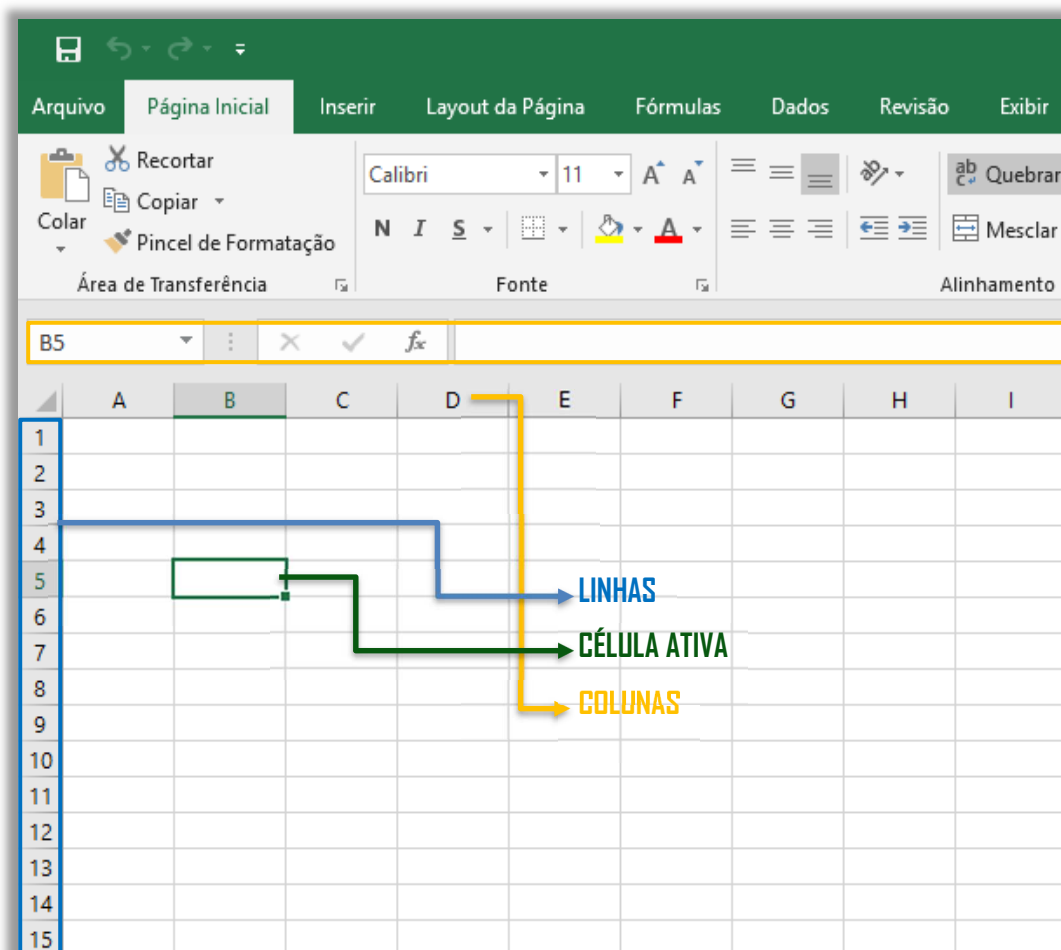 Arquivo Página Inicial Inserir Layout da Página Fórmulas Dados Revisão Exibir
Colar
Recortar
Copiar
Pincel de Formatação
Área de Transferência
Calibri 11 A A
N I S A
Fonte
ab c Quebrar
Mesclar
Alinhamento
B5 fx
A B C D E F G H I
1
2
3
4
5
6
7
8
9
10
11
12
13
14
15
LINHAS
CÉLULA ATIVA
COLUNAS